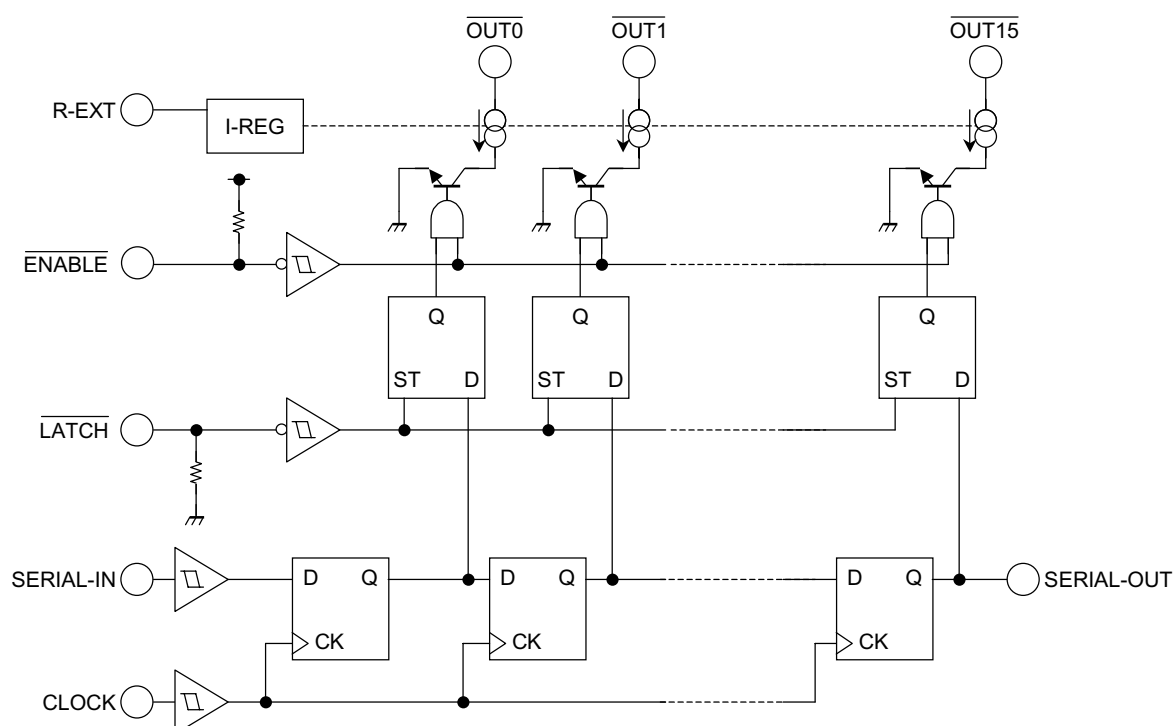 OUT0 OUT1 OUT15
R-EXT I-REG
ENABLE
Q Q Q
ST D ST D ST D
LATCH
SERIAL-IN D Q D Q D Q SERIAL-OUT
CK CK CK
CLOCK